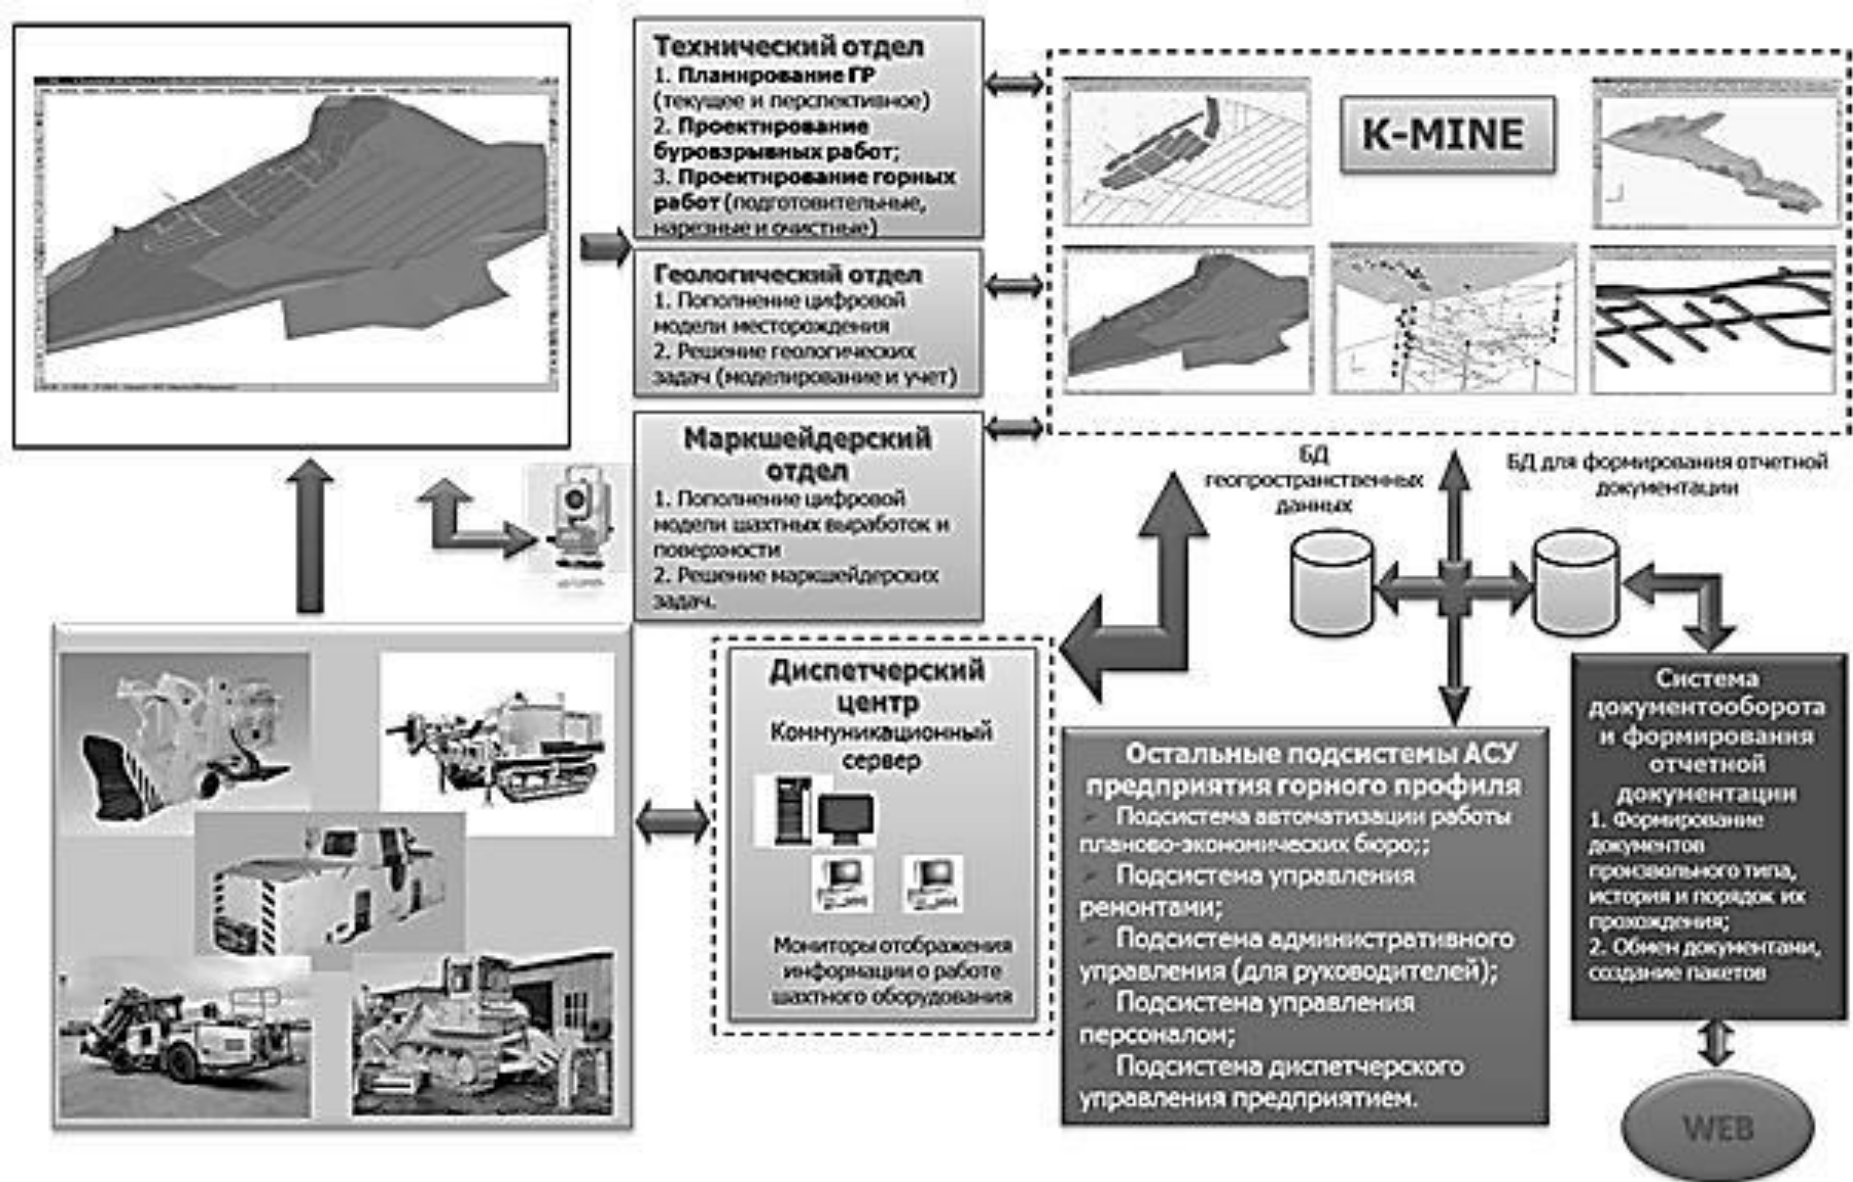 Технический отдел
1. Планирование ГР
(текущее и перспективное)
2. Проектирование
буровзрывных работ;
3. Проектирование горных
работ (подготовительные,
нарезные и очистные)
Геологический отдел
1. Пополнение цифровой
модели месторождения
2. Решение геологических
задач (моделирование и учет)
Маркшейдерский
отдел
1. Пополнение цифровой
модели шахтных выработок и
поверхности
2. Решение маркшейдерских
задач.
K-MINE
БД
геопространственных
данных
БД для формирования отчетной
документации
Диспетчерский
центр
Коммуникационный
сервер
Мониторы отображения
информации о работе
шахтного оборудования
Остальные подсистемы АСУ
предприятия горного профиля
Подсистема автоматизации работы
планово-экономических бюро;;
Подсистема управления
ремонтами;
Подсистема административного
управления (для руководителей);
Подсистема управления
персоналом;
Подсистема диспетчерского
управления предприятием.
Система
документооборота
и формирования
отчетной
документации
1. Формирование
документов
произвольного типа,
история и порядок их
прохождения;
2. Обмен документами,
создание пакетов
WEB